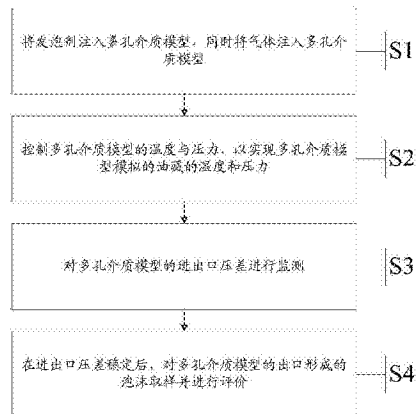 将发泡剂注入多孔介质模型，同时将气体注入多孔介
质模型
S1
控制多孔介质模型的温度与压力，以实现多孔介质模
型模拟的油藏的温度和压力
S2
对多孔介质模型的进出口压差进行监测
S3
在进出口压差稳定后，对多孔介质模型的出口形成的
泡沫取样并进行评价
S4